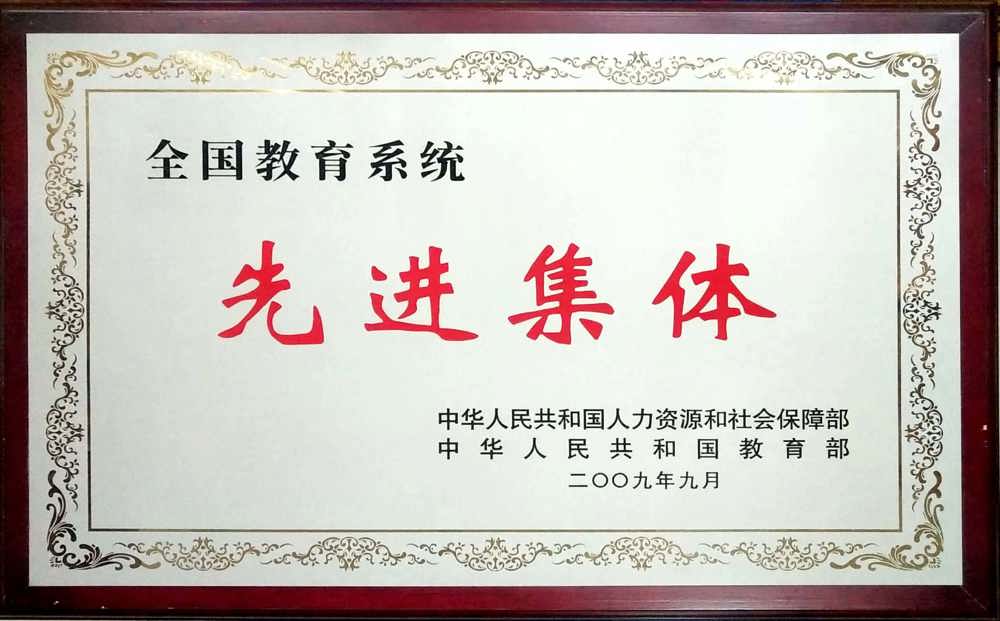 全国教育系统
先进集体
中华人民共和国人力资源和社会保障部
中华人民共和国教育部
二〇〇九年九月